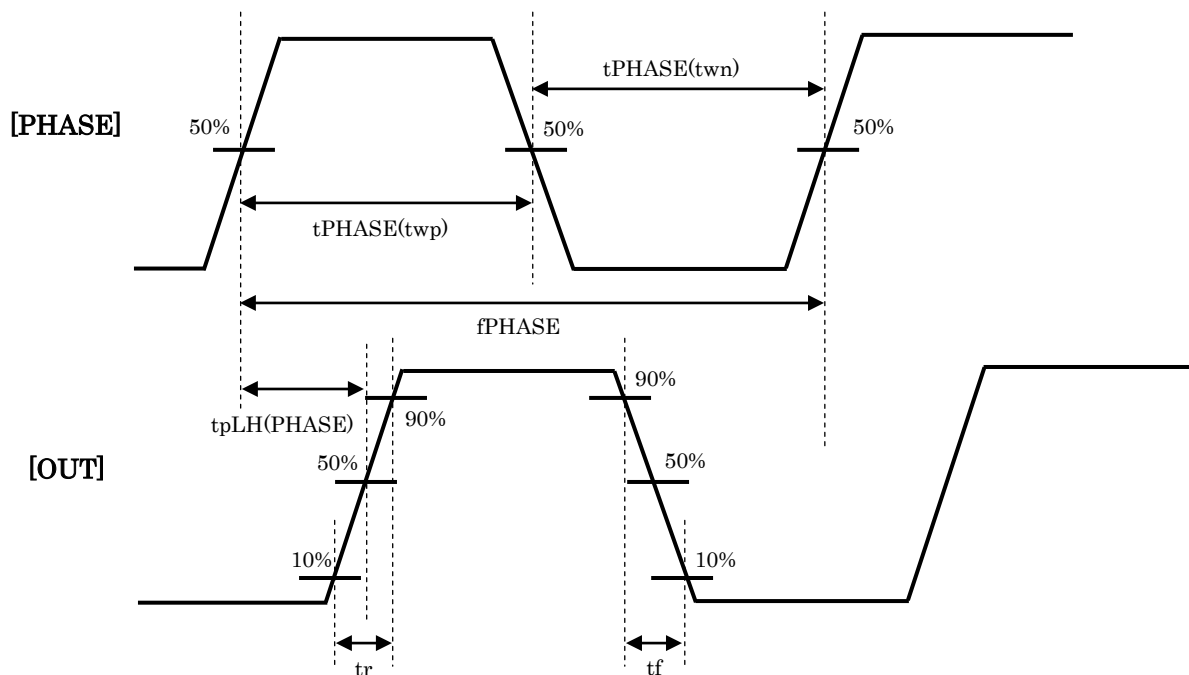 tPHASE(twn)
[PHASE]
50%
50%
50%
tPHASE(twp)
fPHASE
90%
tpLH(PHASE)
90%
[OUT]
50%
50%
10%
10%
tr
tf